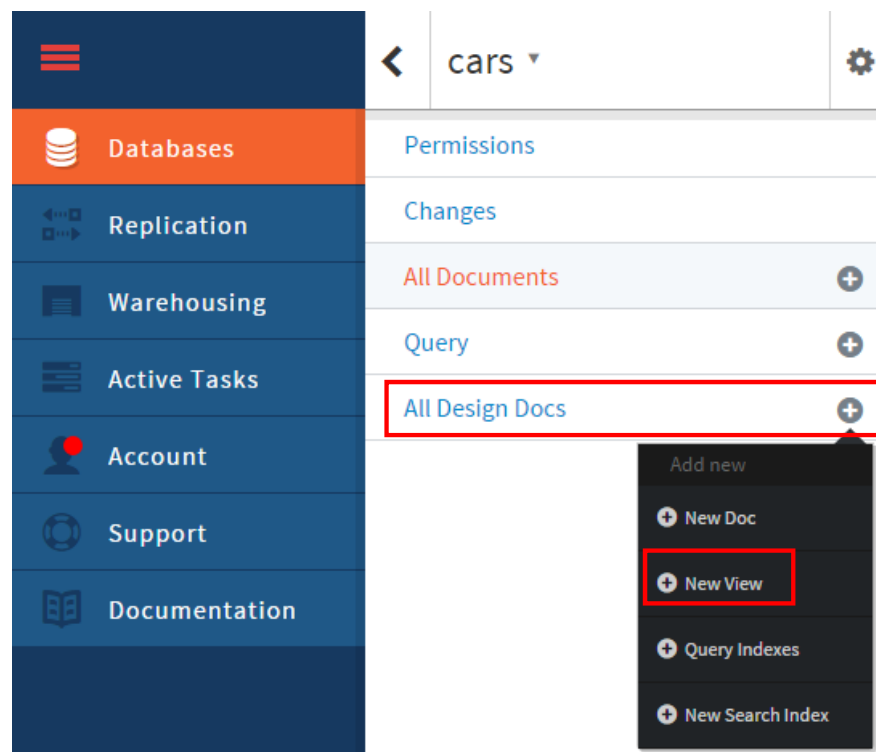 cars
Databases
Replication
Warehousing
Active Tasks
Account
Support
Documentation
Permissions
Changes
All Documents
Query
All Design Docs
Add new
New Doc
New View
Query Indexes
New Search Index